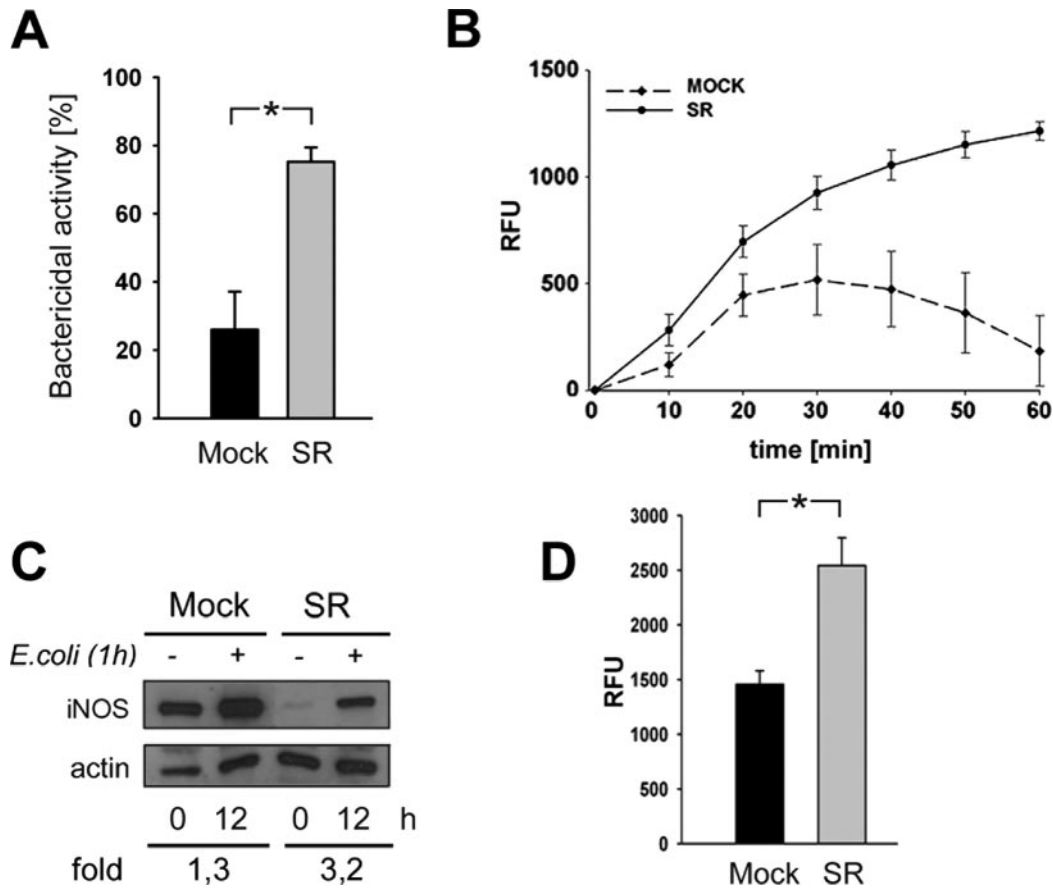 A
Bactericidal activity [%]
100
80
60
40
20
0
*
Mock SR
B
RFU
1500
1000
500
0
MOCK
SR
0 10 20 30 40 50 60
time [min]
C
Mock SR
E.coli (1h) - + - +
iNOS
actin
0 12 0 12 h
fold 1,3 3,2
D
RFU
3000
2500
2000
1500
1000
500
0
*
Mock SR